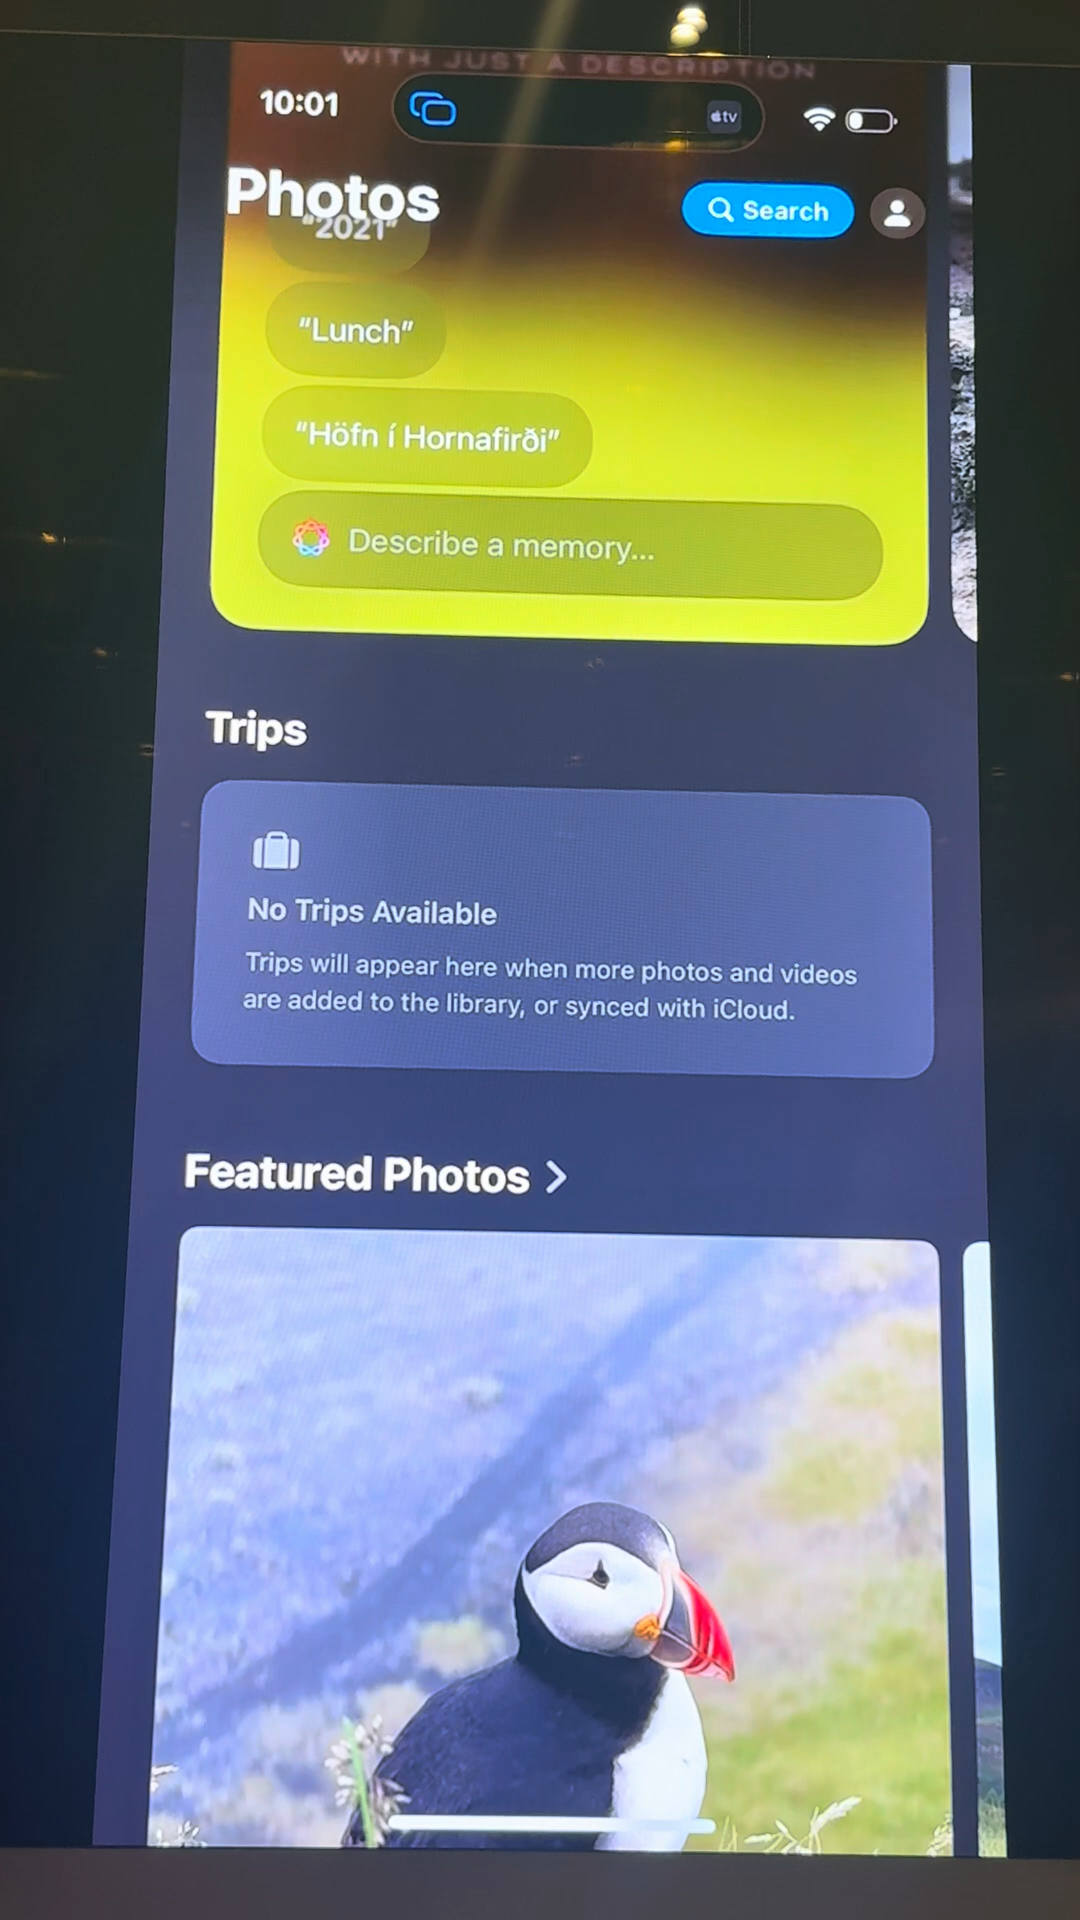 WITH JUST A DESCRIPTION
10:01
tv
Photos
Search
"2021"
"Lunch"
"Höfn í Hornafirði"
Describe a memory...
Trips
No Trips Available
Trips will appear here when more photos and videos
are added to the library, or synced with iCloud.
Featured Photos